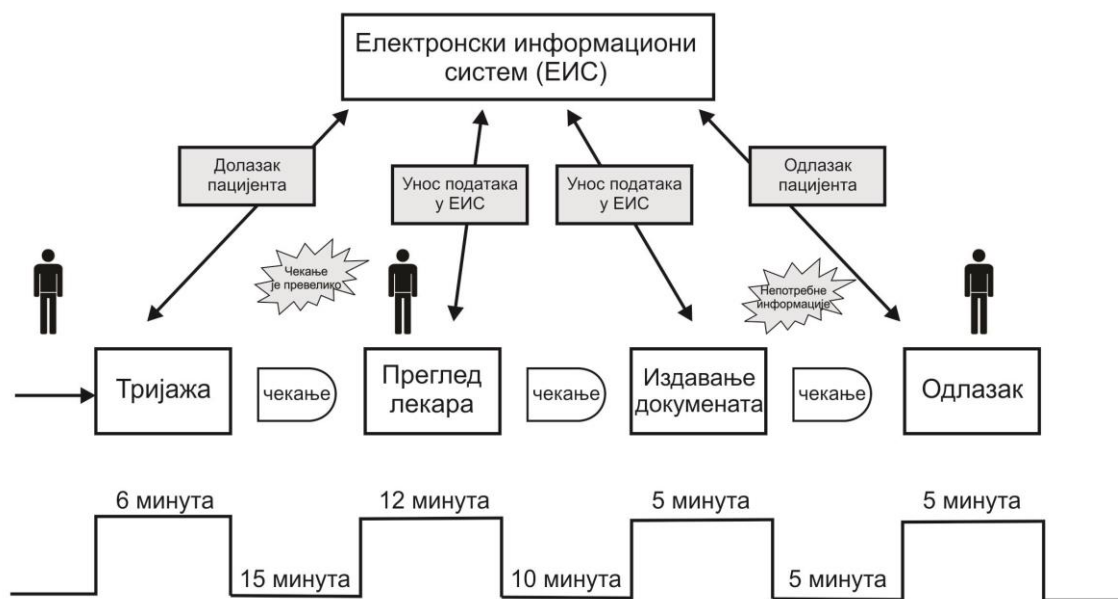 Електронски информациони
систем (ЕИС)
Долазак
пацијента
Унос података
у ЕИС
Унос података
у ЕИС
Одлазак
пацијента
Чекање
је превелико
Непотребне
информације
Тријажа
чекање
Преглед
лекара
чекање
Издавање
докумената
чекање
Одлазак
6 минута
12 минута
5 минута
5 минута
15 минута
10 минута
5 минута